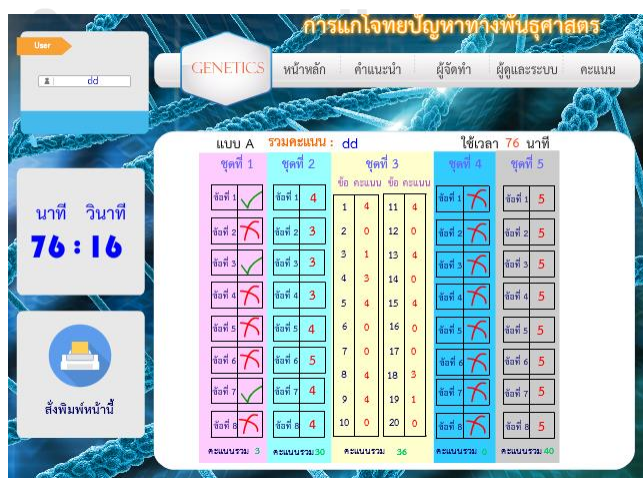 การแกโจทยปัญหาทางพันธุศาสตร
User
dd
GENETICS หน้าหลัก คำแนะนำ ผู้จัดทำ ผู้ดูและระบบ คะแนน
แบบ A รวมคะแนน : dd ใช้เวลา 76 นาที
ชุดที่ 1 ชุดที่ 2 ชุดที่ 3 ชุดที่ 4 ชุดที่ 5
ข้อ คะแนน ข้อ คะแนน
ข้อที่ 1 ข้อที่ 1 4 1 4 11 4 ข้อที่ 1 ข้อที่ 1 5
ข้อที่ 2 ข้อที่ 2 3 2 0 12 0 ข้อที่ 2 ข้อที่ 2 5
ข้อที่ 3 ข้อที่ 3 3 3 1 13 4 ข้อที่ 3 ข้อที่ 3 5
4 3 14 0
ข้อที่ 4 ข้อที่ 4 3 5 4 15 4 ข้อที่ 4 ข้อที่ 4 5
ข้อที่ 5 ข้อที่ 5 4 6 0 16 0 ข้อที่ 5 ข้อที่ 5 5
7 0 17 0
ข้อที่ 6 ข้อที่ 6 5 8 4 18 3 ข้อที่ 6 ข้อที่ 6 5
ข้อที่ 7 ข้อที่ 7 4 9 4 19 1 ข้อที่ 7 ข้อที่ 7 5
ข้อที่ 8 ข้อที่ 8 4 10 0 20 0 ข้อที่ 8 ข้อที่ 8 5
คะแนนรวม 3 คะแนนรวม 30 คะแนนรวม 36 คะแนนรวม 0 คะแนนรวม 40
นาที วินาที
76 : 16
สั่งพิมพ์หน้านี้